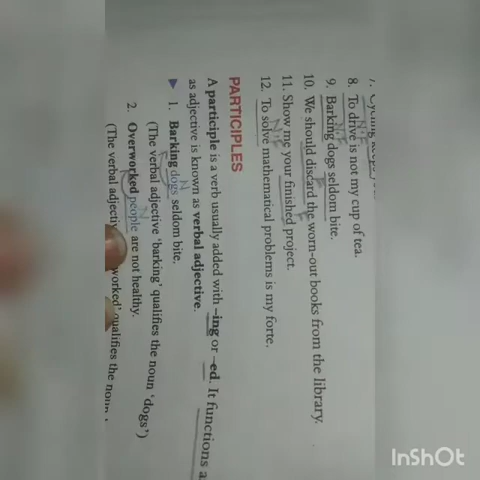 8. To drive is not my cup of tea.
9. Barking dogs seldom bite.
10. We should discard the worn-out books from the library.
11. Show me your finished project.
12. To solve mathematical problems is my forte.
PARTICIPLES
A participle is a verb usually added with –ing or –ed. It functions
as adjective is known as verbal adjective.
1. Barking dogs seldom bite.
(The verbal adjective 'barking' qualifies the noun 'dogs')
2. Overworked people are not healthy.
(The verbal qualifies the noun
InShOt